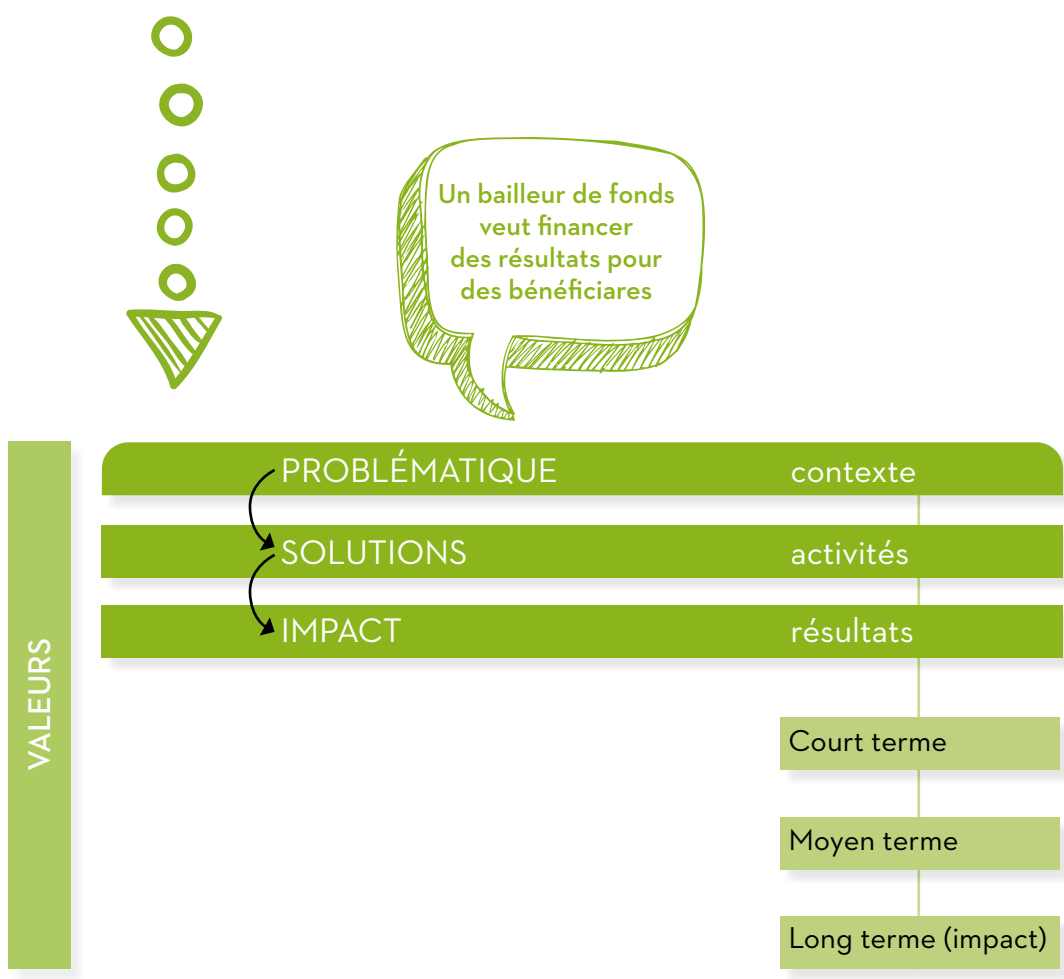 Un bailleur de fonds
veut financer
des résultats pour
des bénéficiares
PROBLÉMATIQUE contexte
SOLUTIONS activités
IMPACT résultats
VALEURS
Court terme
Moyen terme
Long terme (impact)